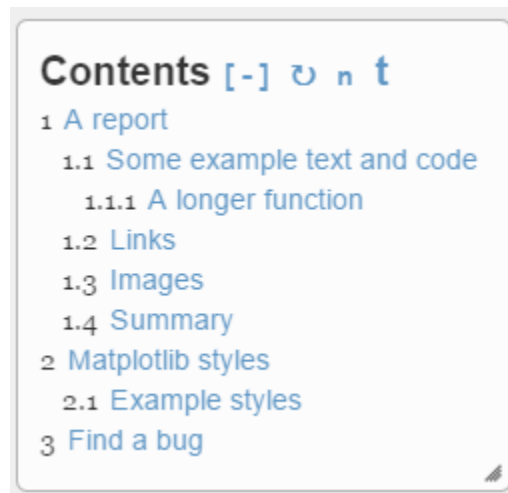 Contents [-] ↻ n t
1 A report
1.1 Some example text and code
1.1.1 A longer function
1.2 Links
1.3 Images
1.4 Summary
2 Matplotlib styles
2.1 Example styles
3 Find a bug